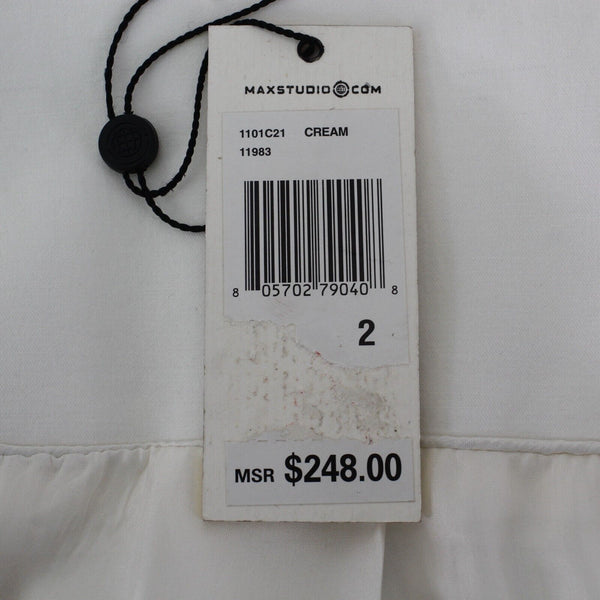 MAXSTUDIO COM
1101C21 CREAM
11983
8 05702 79040 8
2
MSR $248.00